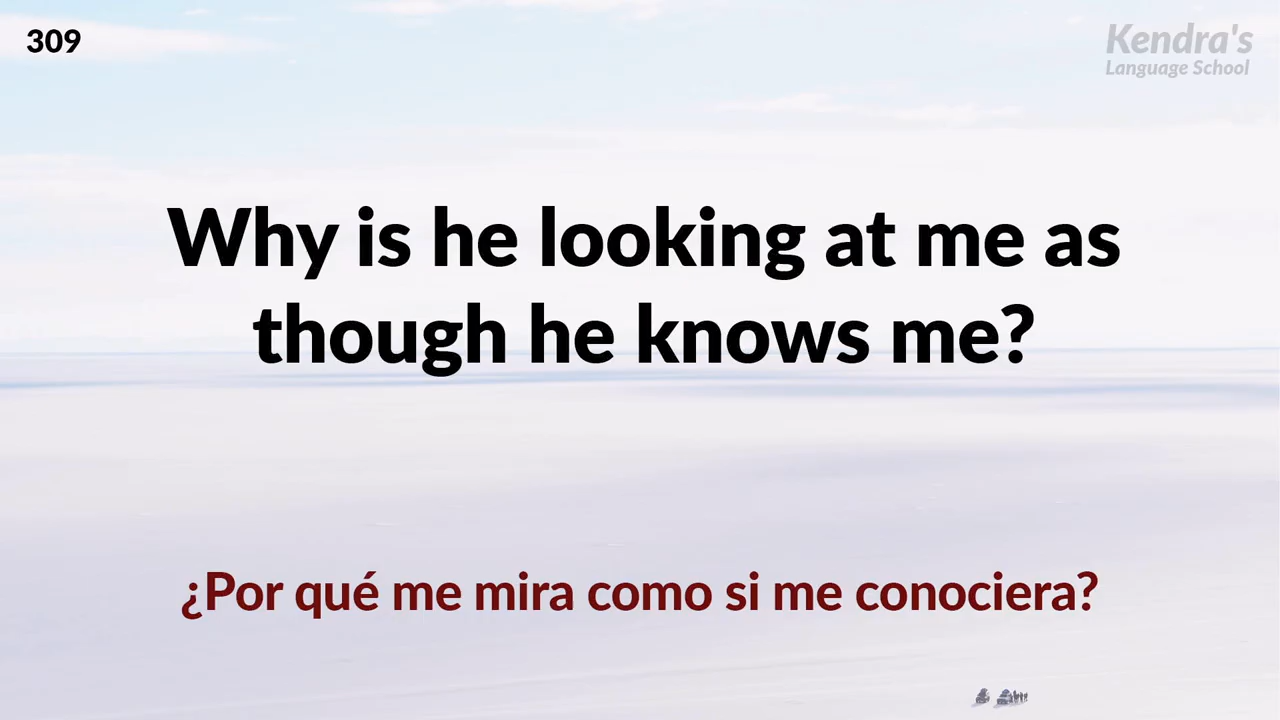 309
Kendra's
Language School
Why is he looking at me as
though he knows me?
¿Por qué me mira como si me conociera?